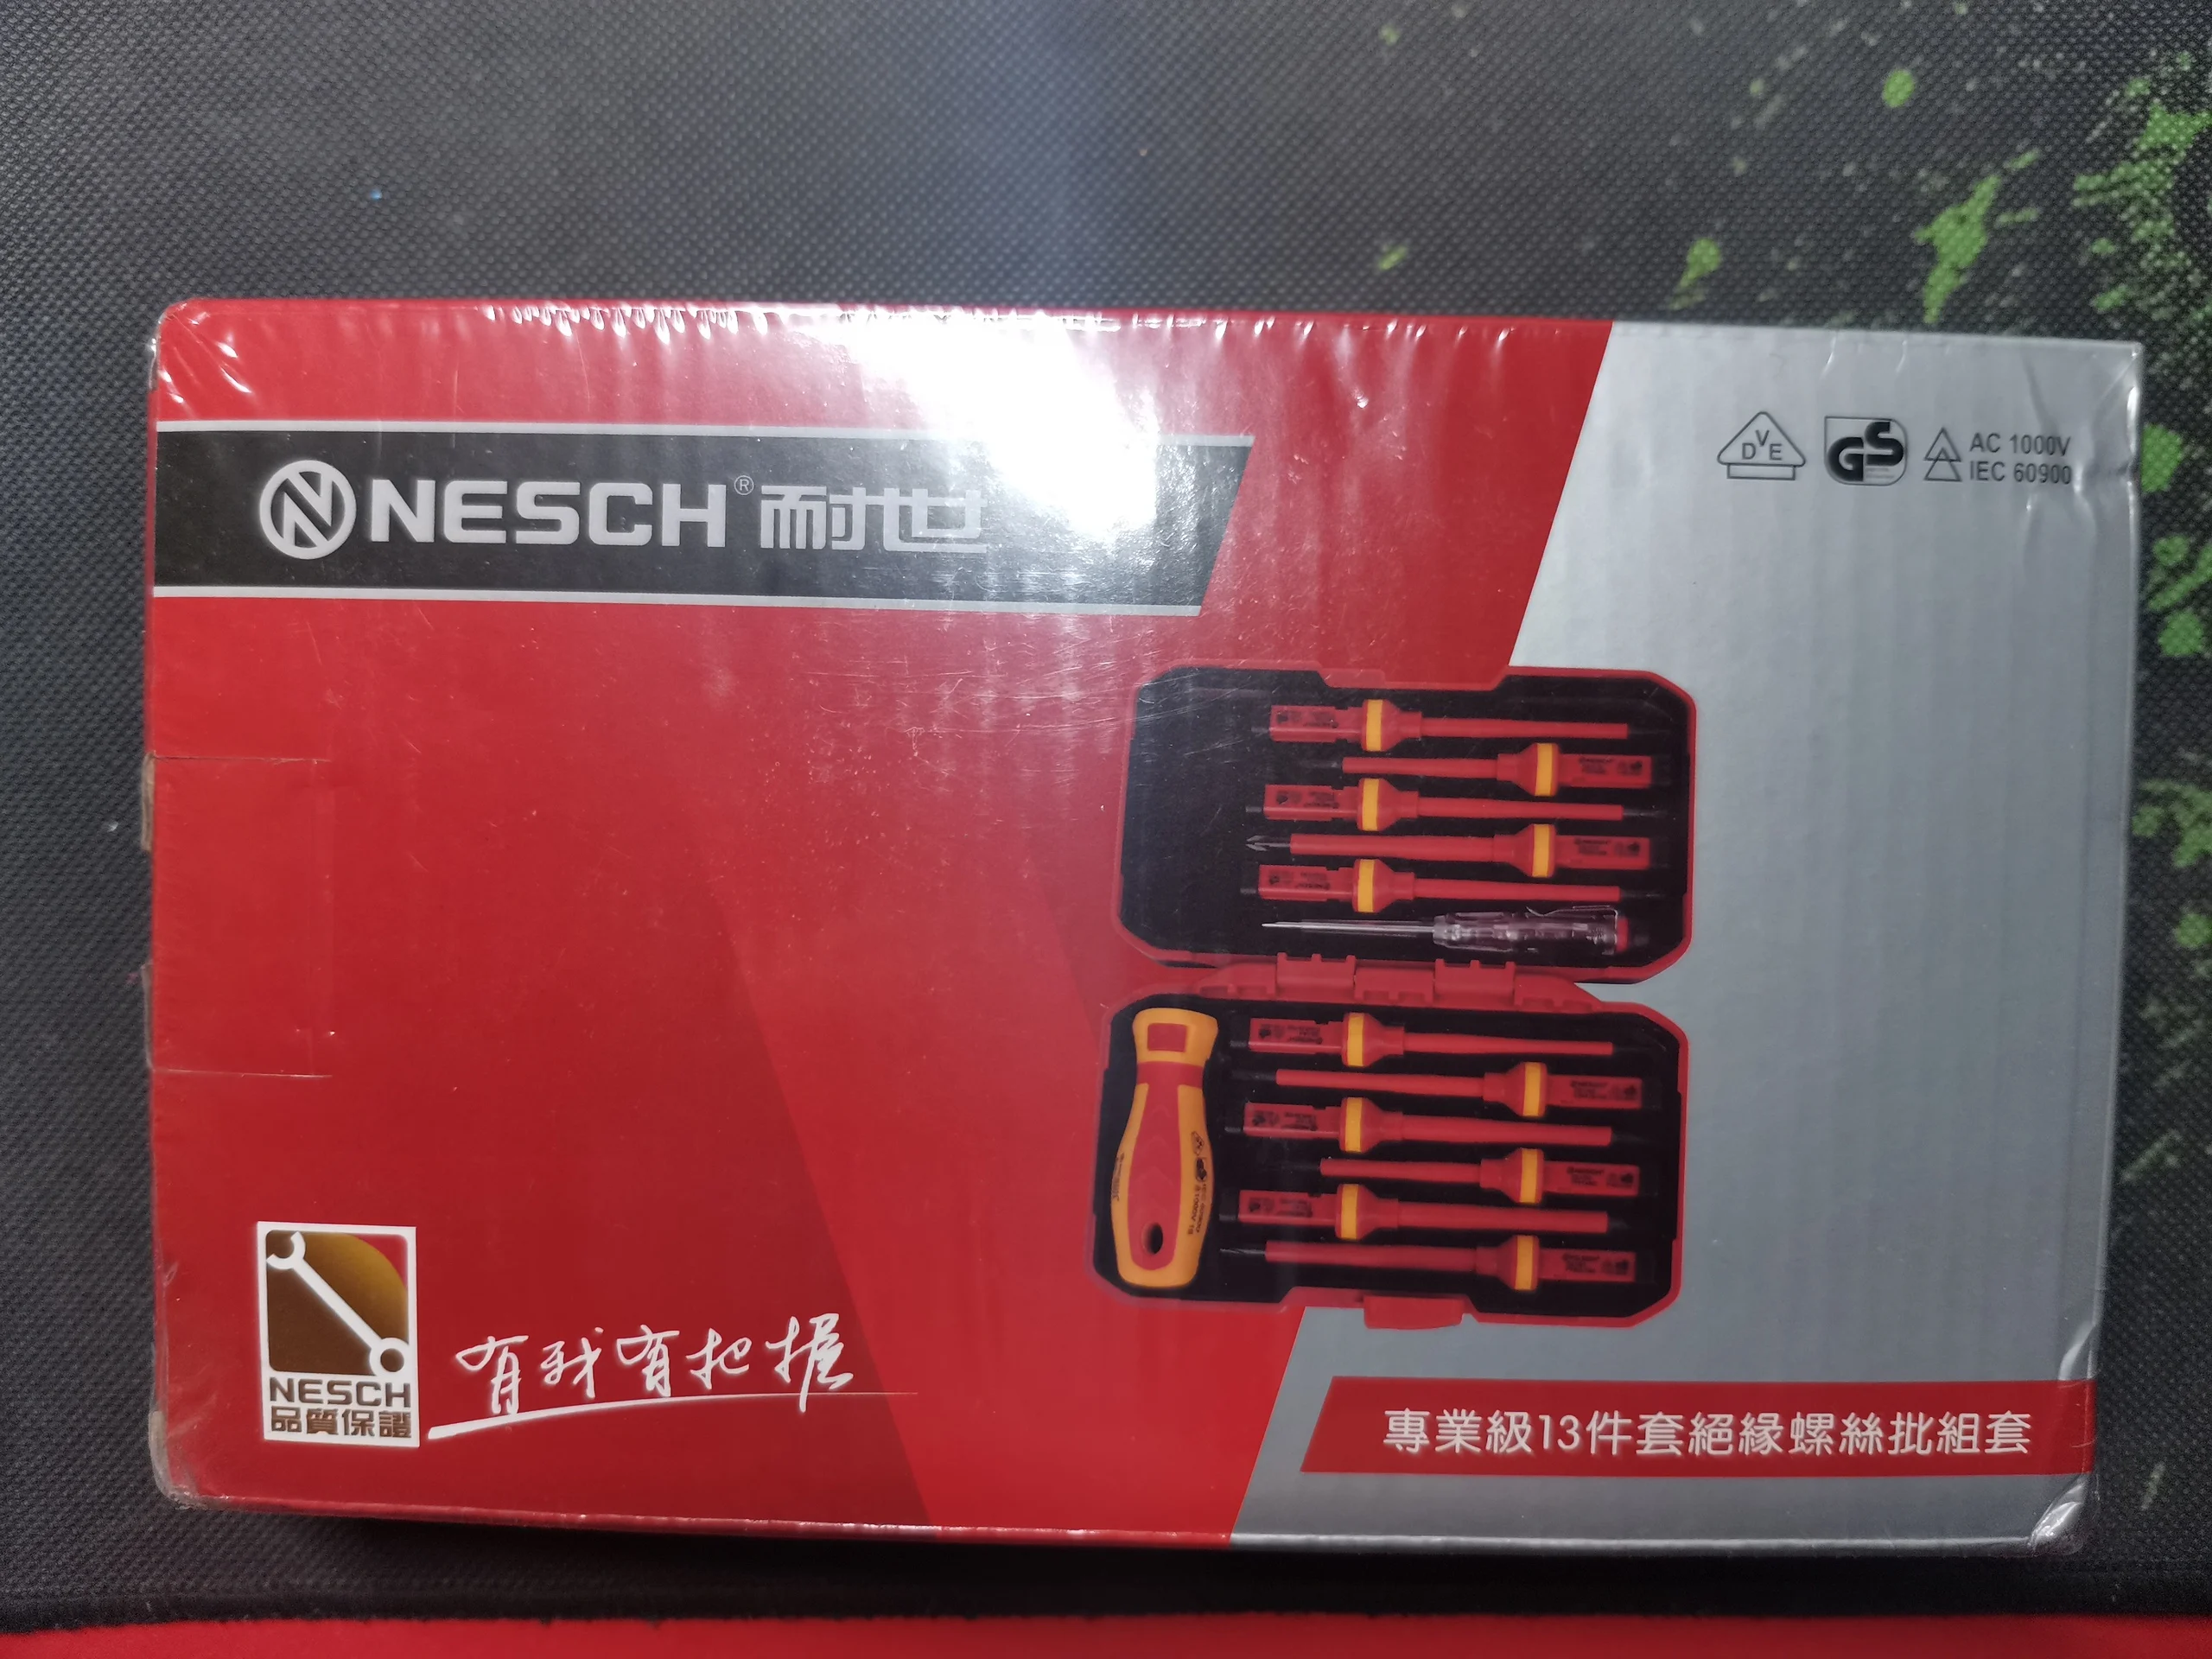 NESCH® 耐世
VDE
GS
AC 1000V
IEC 60900
NESCH
品質保證
有我有把握
專業級13件套絕緣螺絲批組套